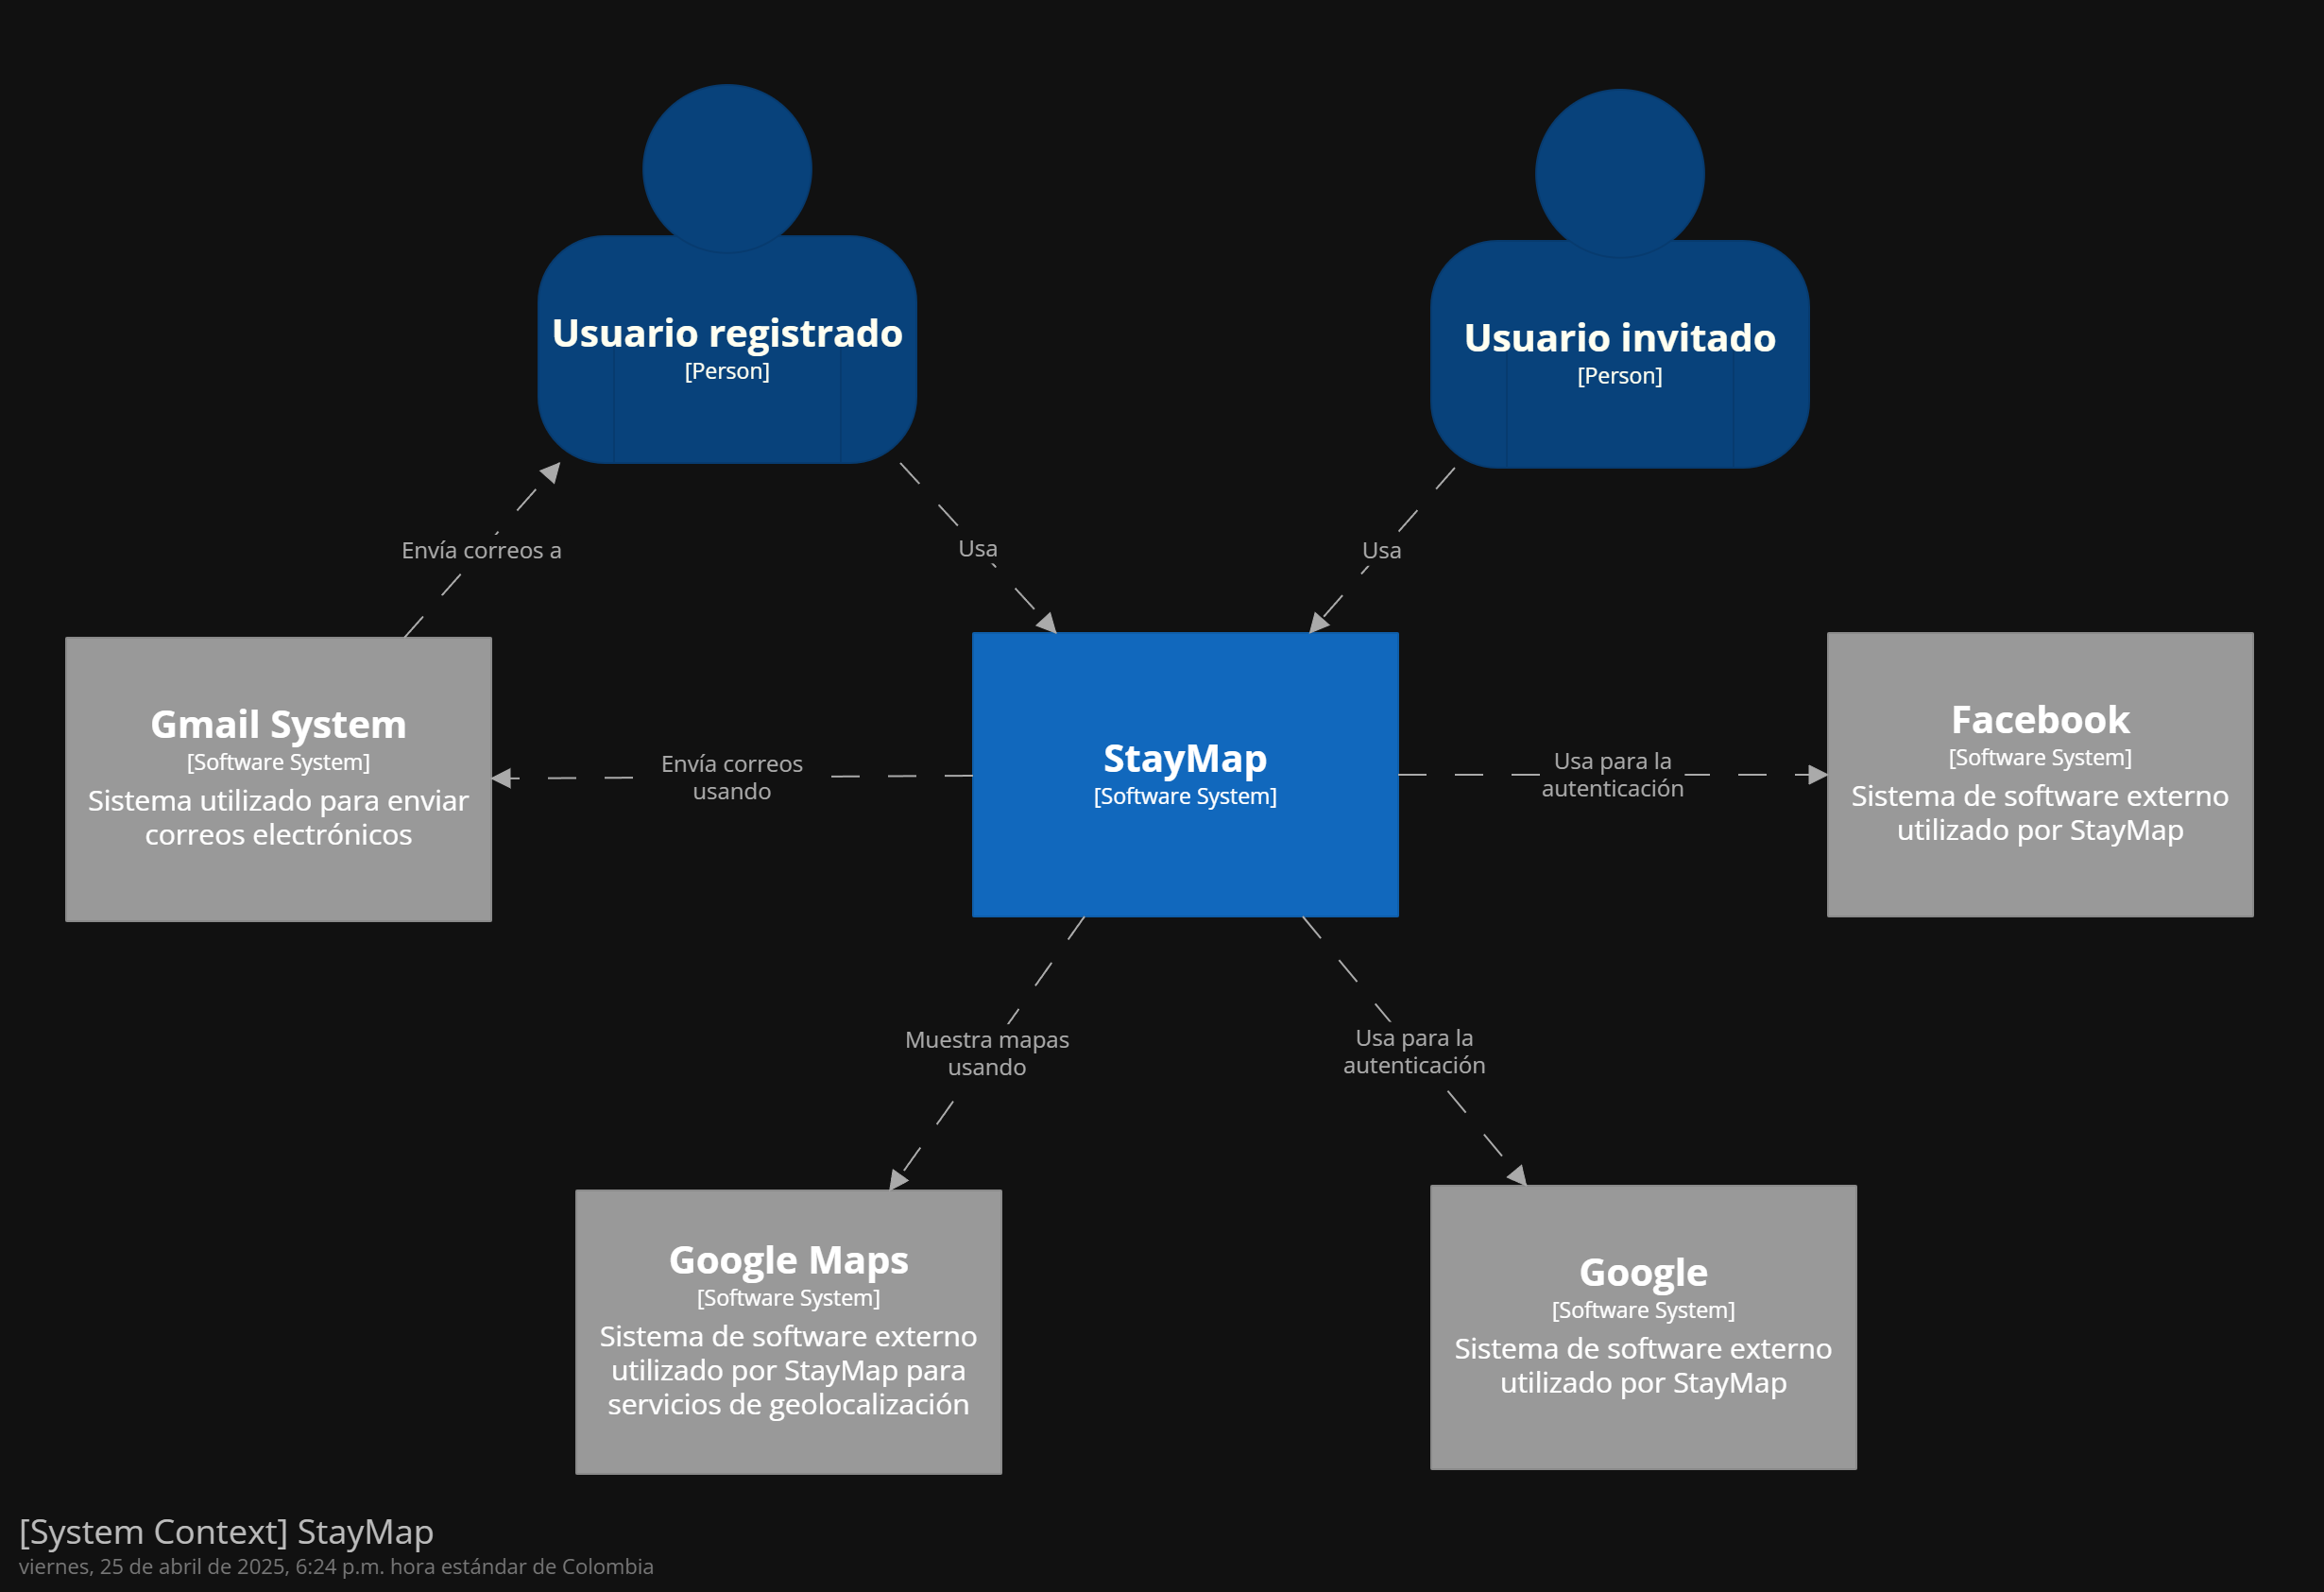 Usuario registrado
[Person]
Usuario invitado
[Person]
Envía correos a
Usa
Usa
Gmail System
[Software System]
Sistema utilizado para enviar
correos electrónicos
Envía correos
usando
StayMap
[Software System]
Usa para la
autenticación
Facebook
[Software System]
Sistema de software externo
utilizado por StayMap
Muestra mapas
usando
Usa para la
autenticación
Google Maps
[Software System]
Sistema de software externo
utilizado por StayMap para
servicios de geolocalización
Google
[Software System]
Sistema de software externo
utilizado por StayMap
[System Context] StayMap
viernes, 25 de abril de 2025, 6:24 p.m. hora estándar de Colombia